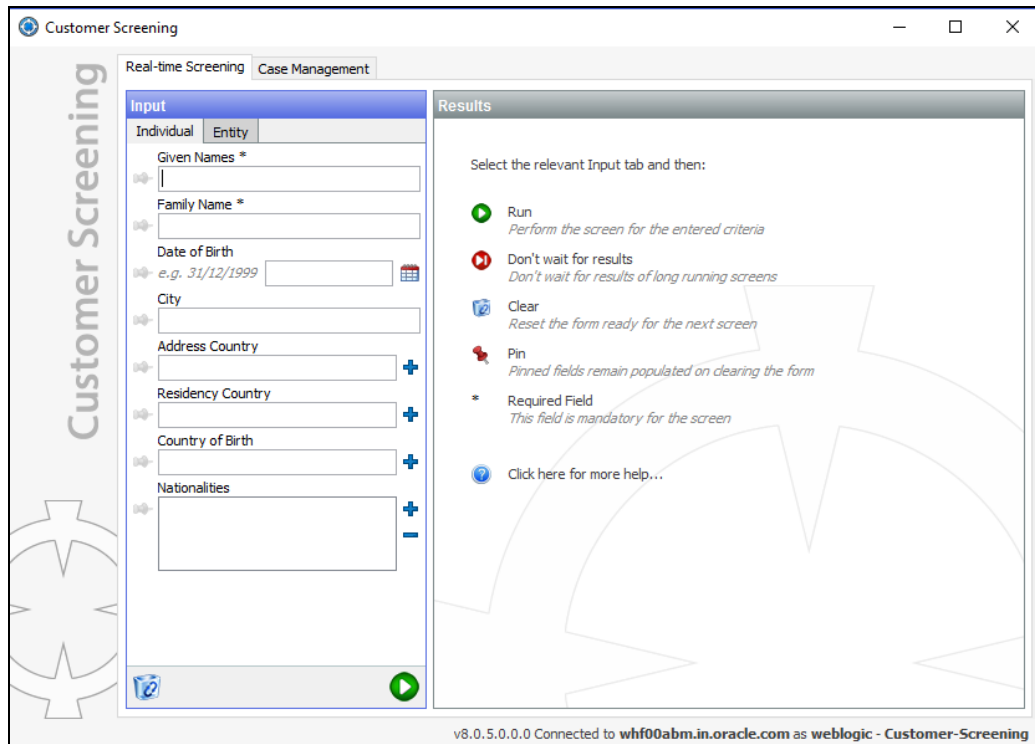 Customer Screening
Customer Screening
Real-time Screening Case Management
Input
Individual Entity
Given Names *
Family Name *
Date of Birth
e.g. 31/12/1999
City
Address Country
Residency Country
Country of Birth
Nationalities
Results
Select the relevant Input tab and then:
Run
Perform the screen for the entered criteria
Don't wait for results
Don't wait for results of long running screens
Clear
Reset the form ready for the next screen
Pin
Pinned fields remain populated on clearing the form
* Required Field
This field is mandatory for the screen
? Click here for more help...
v8.0.5.0.0.0 Connected to whf00abm.in.oracle.com as weblogic - Customer-Screening